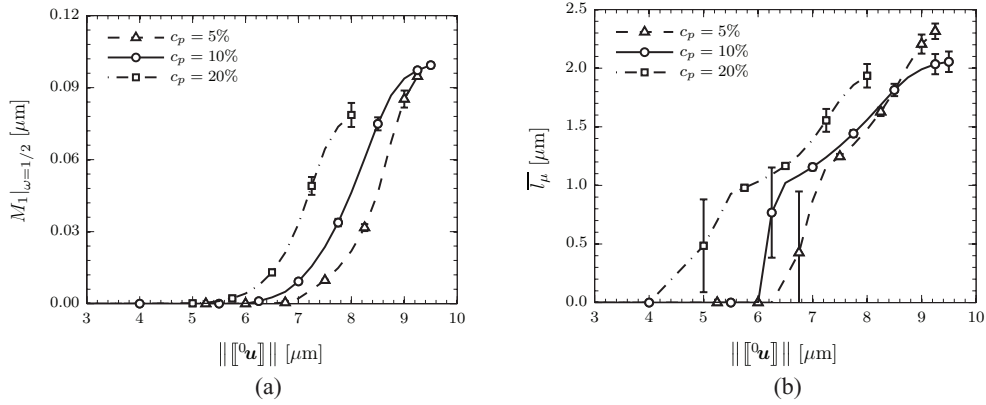 0.12
0.09
0.06
0.03
0.00
M₁|ω=1/2 [μm]
c_p = 5%
c_p = 10%
c_p = 20%
3 4 5 6 7 8 9 10
‖⟦⁰u⟧‖ [μm]
(a)
2.5
2.0
1.5
1.0
0.5
0.0
l̅_μ [μm]
c_p = 5%
c_p = 10%
c_p = 20%
3 4 5 6 7 8 9 10
‖⟦⁰u⟧‖ [μm]
(b)